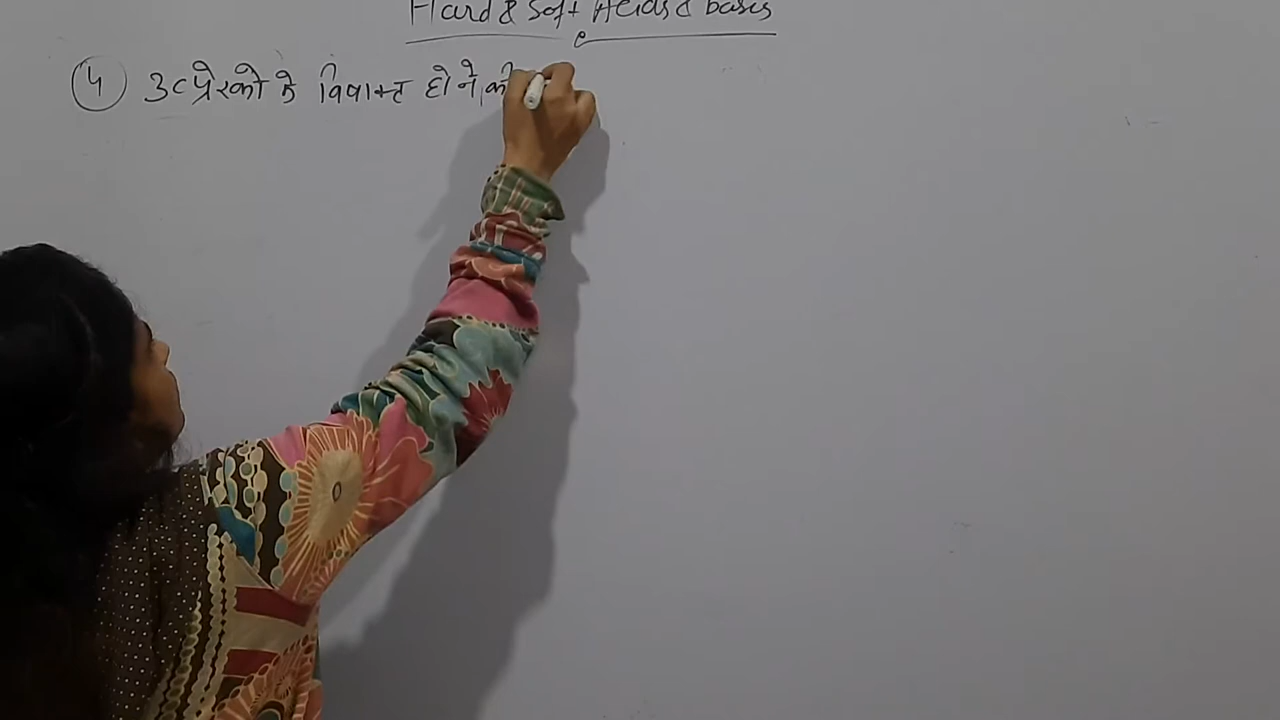 Hard & Soft Acids & bases
4 उत्प्रेरको के विषाक्त होने की